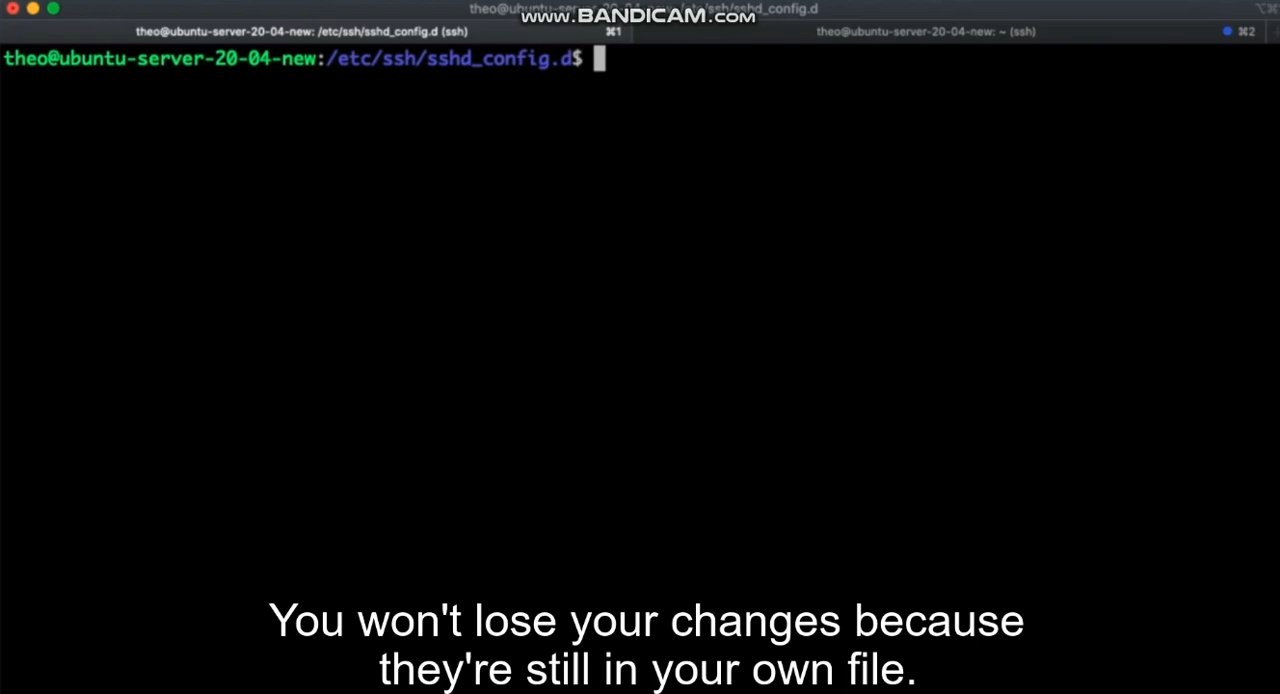 theo@ubuntu-server-20-04-new: /etc/ssh/sshd_config.d
www.BANDICAM.com
theo@ubuntu-server-20-04-new: /etc/ssh/sshd_config.d (ssh) ⌘1 theo@ubuntu-server-20-04-new: ~ (ssh) ⌘2
theo@ubuntu-server-20-04-new:/etc/ssh/sshd_config.d$
You won't lose your changes because
they're still in your own file.